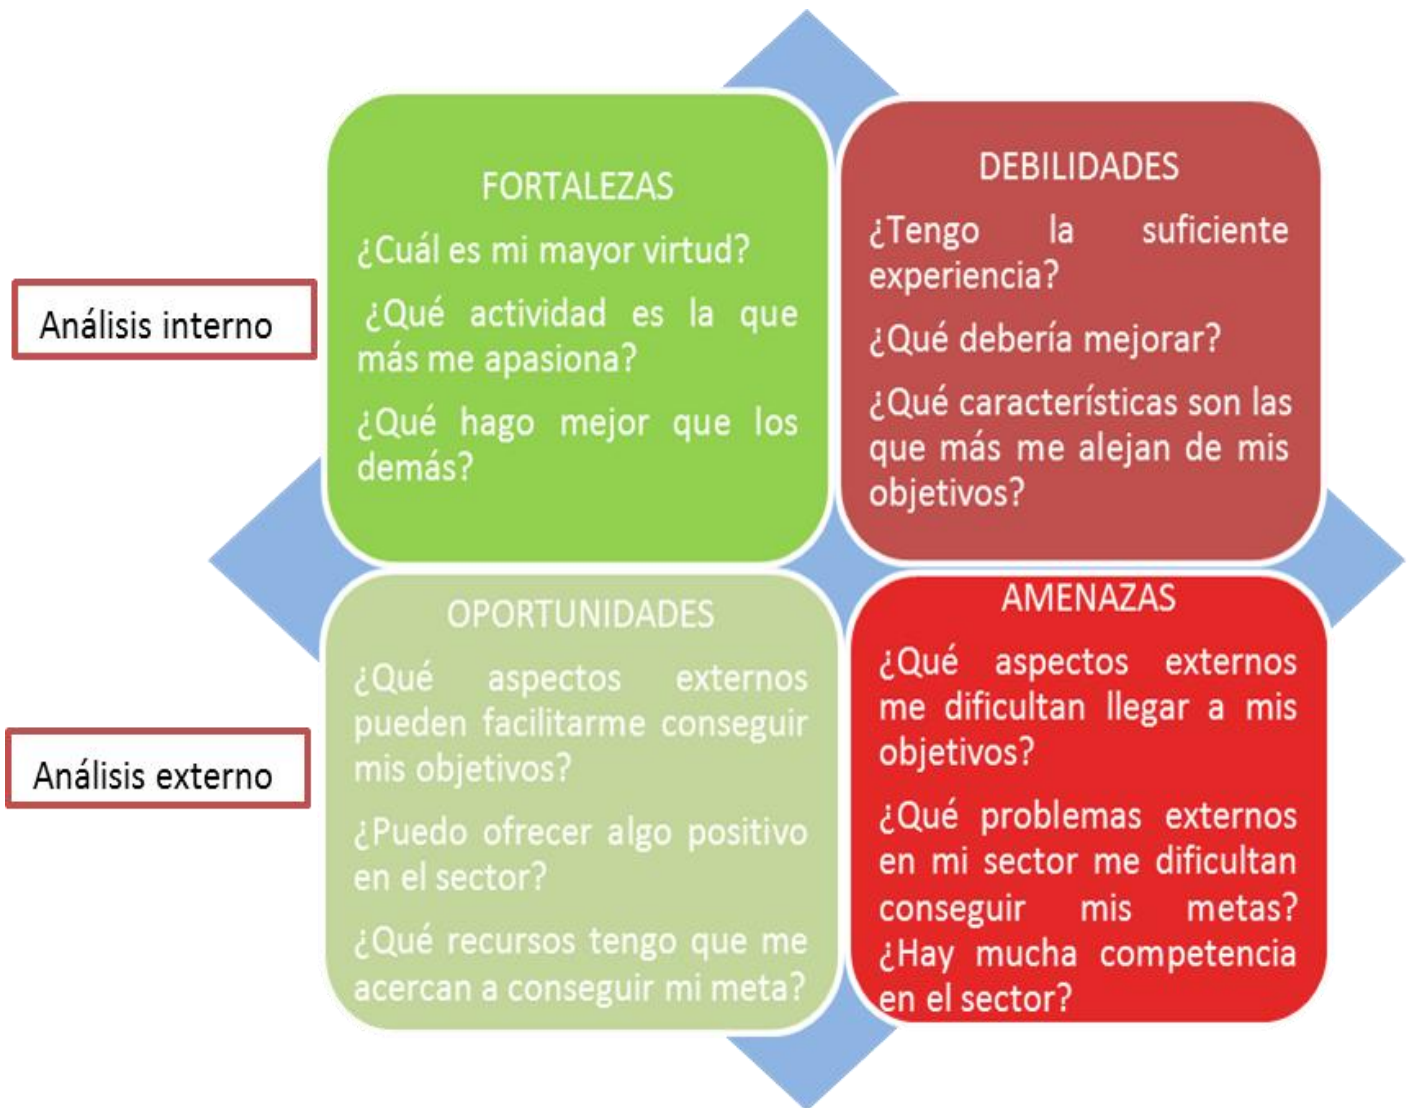 Análisis interno
FORTALEZAS
¿Cuál es mi mayor virtud?
¿Qué actividad es la que
más me apasiona?
¿Qué hago mejor que los
demás?
DEBILIDADES
¿Tengo la suficiente
experiencia?
¿Qué debería mejorar?
¿Qué características son las
que más me alejan de mis
objetivos?
Análisis externo
OPORTUNIDADES
¿Qué aspectos externos
pueden facilitarme conseguir
mis objetivos?
¿Puedo ofrecer algo positivo
en el sector?
¿Qué recursos tengo que me
acercan a conseguir mi meta?
AMENAZAS
¿Qué aspectos externos
me dificultan llegar a mis
objetivos?
¿Qué problemas externos
en mi sector me dificultan
conseguir mis metas?
¿Hay mucha competencia
en el sector?